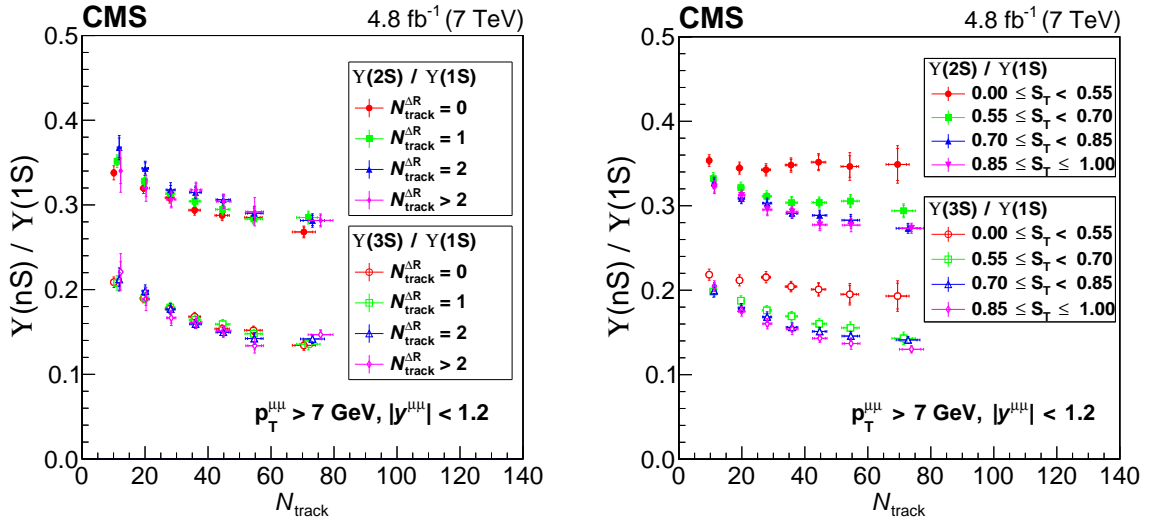 CMS 4.8 fb⁻¹ (7 TeV)
ϒ(nS) / ϒ(1S)
0.5
0.4
0.3
0.2
0.1
0.0
ϒ(2S) / ϒ(1S)
N_track^ΔR = 0
N_track^ΔR = 1
N_track^ΔR = 2
N_track^ΔR > 2
ϒ(3S) / ϒ(1S)
N_track^ΔR = 0
N_track^ΔR = 1
N_track^ΔR = 2
N_track^ΔR > 2
p_T^μμ > 7 GeV, |y^μμ| < 1.2
0 20 40 60 80 100 120 140
N_track
CMS 4.8 fb⁻¹ (7 TeV)
ϒ(nS) / ϒ(1S)
0.5
0.4
0.3
0.2
0.1
0.0
ϒ(2S) / ϒ(1S)
0.00 ≤ S_T < 0.55
0.55 ≤ S_T < 0.70
0.70 ≤ S_T < 0.85
0.85 ≤ S_T ≤ 1.00
ϒ(3S) / ϒ(1S)
0.00 ≤ S_T < 0.55
0.55 ≤ S_T < 0.70
0.70 ≤ S_T < 0.85
0.85 ≤ S_T ≤ 1.00
p_T^μμ > 7 GeV, |y^μμ| < 1.2
0 20 40 60 80 100 120 140
N_track